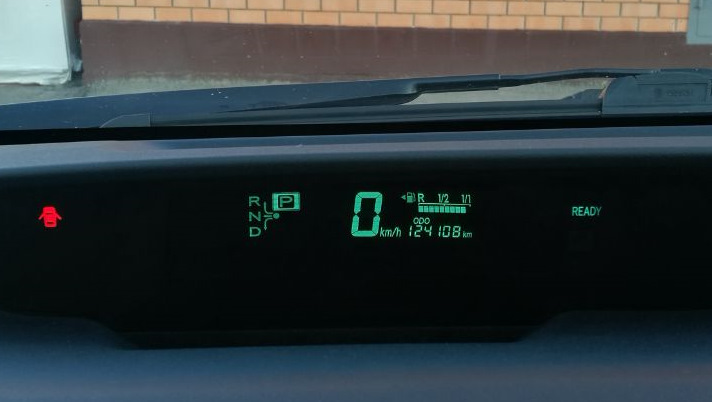 R P
N
D
0 km/h
R 1/2 1/1
ODO
124108 km
READY